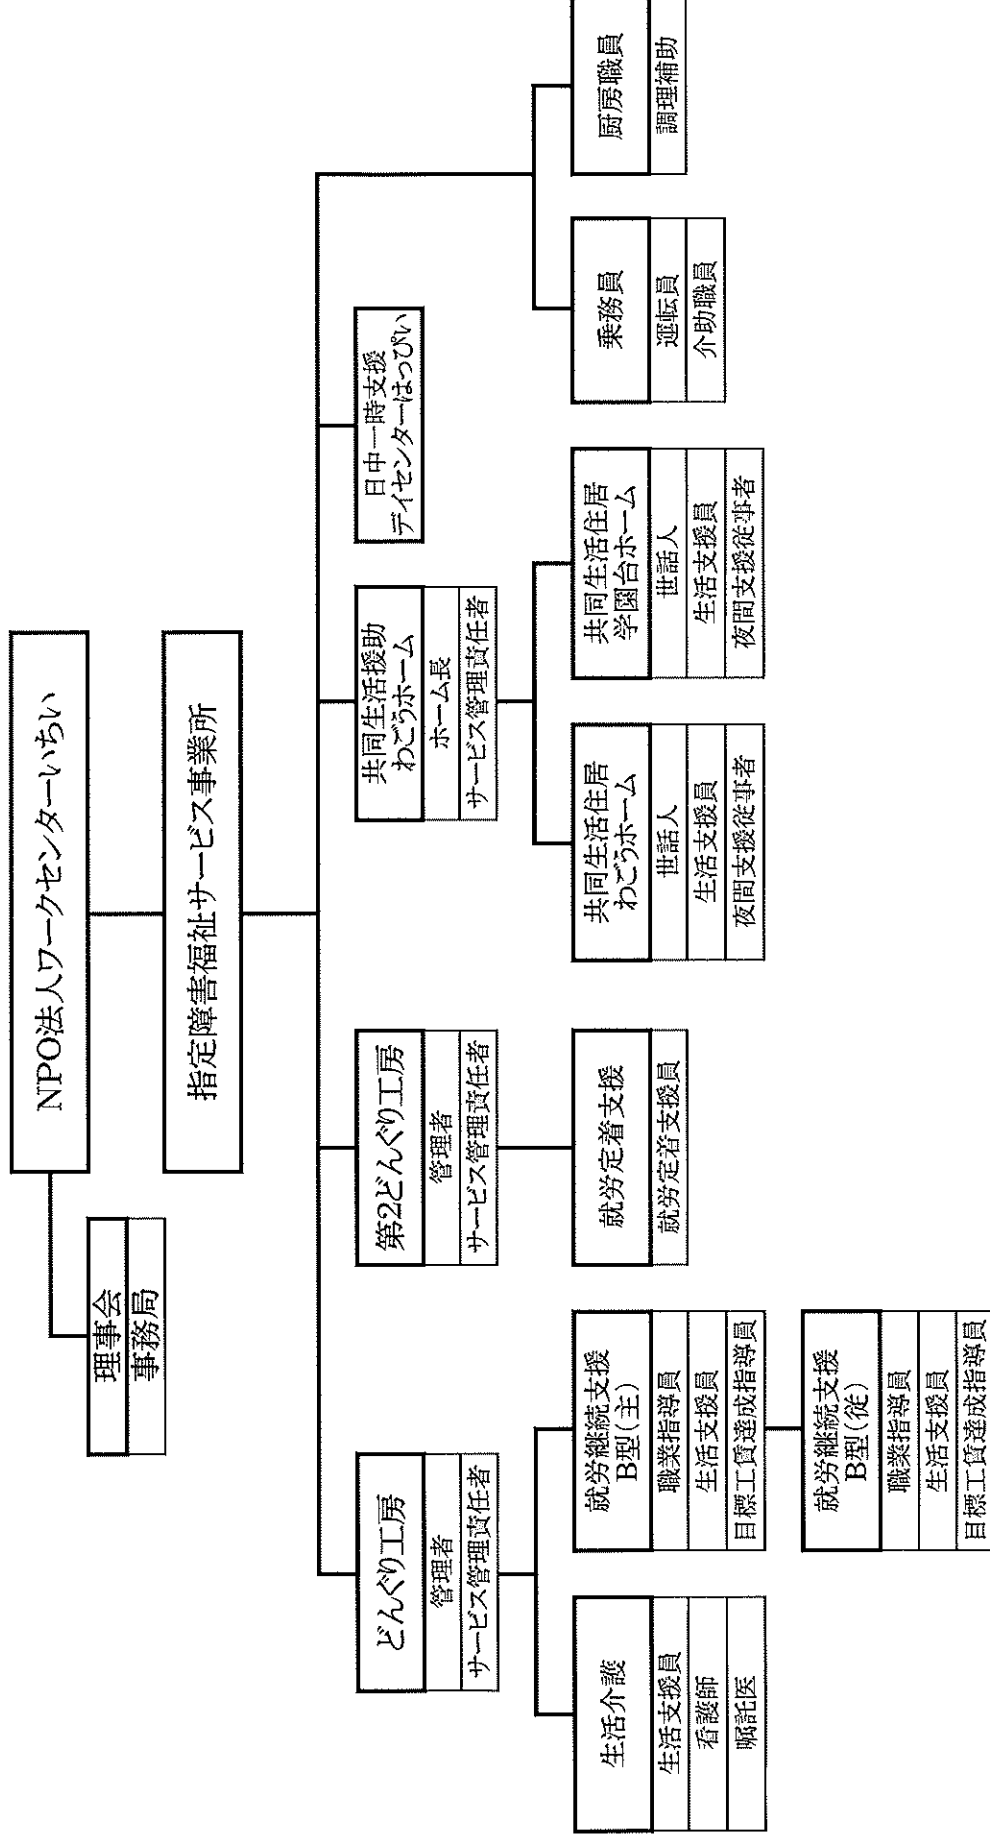 NPO法人ワークセンターいちい
理事会
事務局
指定障害福祉サービス事業所
どんぐり工房
管理者
サービス管理責任者
第2どんぐり工房
管理者
サービス管理責任者
共同生活援助
わごうホーム
ホーム長
サービス管理責任者
日中一時支援
デイセンターはっぴい
生活介護
生活支援員
看護師
嘱託医
就労継続支援
B型(主)
職業指導員
生活支援員
目標工賃達成指導員
就労継続支援
B型(従)
職業指導員
生活支援員
目標工賃達成指導員
就労定着支援
就労定着支援員
共同生活住居
わごうホーム
世話人
生活支援員
夜間支援従事者
共同生活住居
学園台ホーム
世話人
生活支援員
夜間支援従事者
乗務員
運転員
介助職員
厨房職員
調理補助